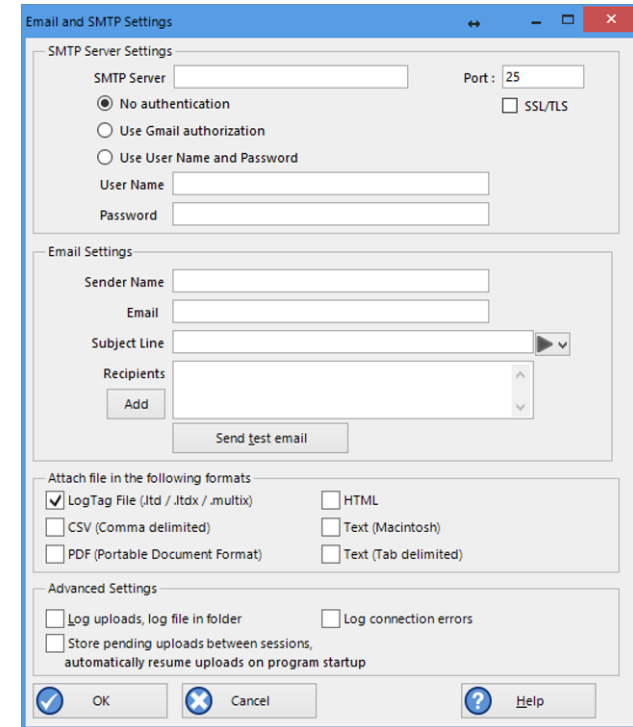 Email and SMTP Settings
SMTP Server Settings
SMTP Server
Port : 25
No authentication
SSL/TLS
Use Gmail authorization
Use User Name and Password
User Name
Password
Email Settings
Sender Name
Email
Subject Line
Recipients
Add
Send test email
Attach file in the following formats
LogTag File (.ltd / .ltdx / .multix)
HTML
CSV (Comma delimited)
Text (Macintosh)
PDF (Portable Document Format)
Text (Tab delimited)
Advanced Settings
Log uploads, log file in folder
Log connection errors
Store pending uploads between sessions,
automatically resume uploads on program startup
OK
Cancel
Help